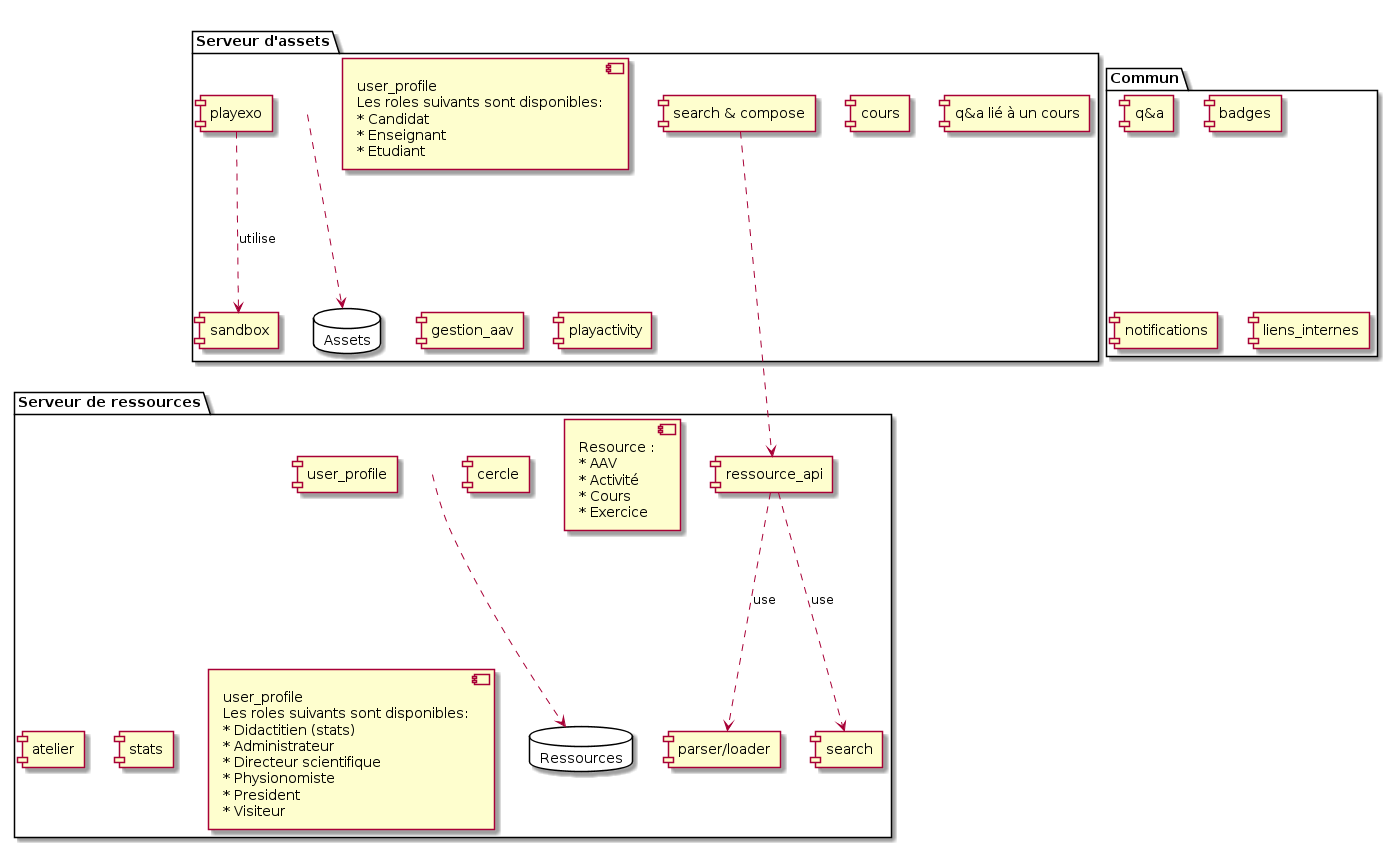 Serveur d'assets
Commun
playexo
user_profile
Les roles suivants sont disponibles:
* Candidat
* Enseignant
* Etudiant
search & compose
cours
q&a lié à un cours
q&a
badges
utilise
sandbox
Assets
gestion_aav
playactivity
notifications
liens_internes
Serveur de ressources
user_profile
cercle
Resource :
* AAV
* Activité
* Cours
* Exercice
ressource_api
use
use
atelier
stats
user_profile
Les roles suivants sont disponibles:
* Didactitien (stats)
* Administrateur
* Directeur scientifique
* Physionomiste
* President
* Visiteur
Ressources
parser/loader
search